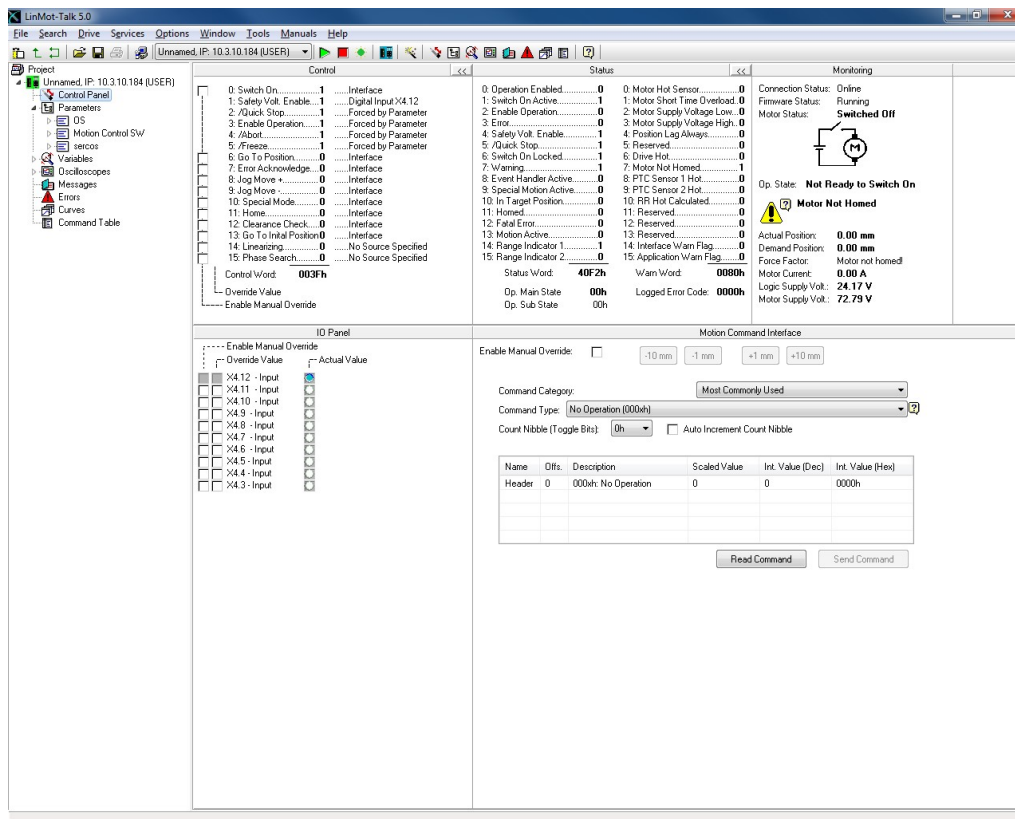 LinMot-Talk 5.0
File Search Drive Services Options Window Tools Manuals Help
Unnamed, IP: 10.3.10.184 (USER)
Project
Unnamed, IP: 10.3.10.184 (USER)
Control Panel
Parameters
OS
Motion Control SW
sercos
Variables
Oscilloscopes
Messages
Errors
Curves
Command Table
Control <<
0: Switch On............1 ......Interface
1: Safety Volt. Enable....1 ......Digital Input X4.12
2: /Quick Stop............1 ......Forced by Parameter
3: Enable Operation.....1 ......Forced by Parameter
4: /Abort....................1 ......Forced by Parameter
5: /Freeze..................1 ......Forced by Parameter
6: Go To Position.........0 ......Interface
7: Error Acknowledge...0 ......Interface
8: Jog Move +............0 ......Interface
9: Jog Move -.............0 ......Interface
10: Special Mode.........0 ......Interface
11: Home...................0 ......Interface
12: Clearance Check....0 ......Interface
13: Go To Inital Position0 ......Interface
14: Linearizing.............0 ......No Source Specified
15: Phase Search.........0 ......No Source Specified
Control Word: 003Fh
Override Value
Enable Manual Override
Status <<
0: Operation Enabled.........0
1: Switch On Active...........1
2: Enable Operation...........0
3: Error............................0
4: Safety Volt. Enable........1
5: /Quick Stop..................1
6: Switch On Locked..........1
7: Warning.......................1
8: Event Handler Active......0
9: Special Motion Active.....0
10: In Target Position.........0
11: Homed.......................0
12: Fatal Error...................0
13: Motion Active...............0
14: Range Indicator 1.........1
15: Range Indicator 2.........0
Status Word: 40F2h
Op. Main State 00h
Op. Sub State 00h
0: Motor Hot Sensor...........0
1: Motor Short Time Overload..0
2: Motor Supply Voltage Low...0
3: Motor Supply Voltage High..0
4: Position Lag Always.........0
5: Reserved......................0
6: Drive Hot......................0
7: Motor Not Homed...........1
8: PTC Sensor 1 Hot...........0
9: PTC Sensor 2 Hot...........0
10: RR Hot Calculated.........0
11: Reserved....................0
12: Reserved....................0
13: Reserved....................0
14: Interface Warn Flag.......0
15: Application Warn Flag....0
Warn Word: 0080h
Logged Error Code: 0000h
Monitoring
Connection Status: Online
Firmware Status: Running
Motor Status: Switched Off
M
Op. State: Not Ready to Switch On
Motor Not Homed
Actual Position: 0.00 mm
Demand Position: 0.00 mm
Force Factor: Motor not homed!
Motor Current: 0.00 A
Logic Supply Volt.: 24.17 V
Motor Supply Volt.: 72.79 V
IO Panel
Enable Manual Override
Override Value Actual Value
X4.12 - Input
X4.11 - Input
X4.10 - Input
X4.9 - Input
X4.8 - Input
X4.7 - Input
X4.6 - Input
X4.5 - Input
X4.4 - Input
X4.3 - Input
Motion Command Interface
Enable Manual Override: -10 mm -1 mm +1 mm +10 mm
Command Category: Most Commonly Used
Command Type: No Operation (000xh)
Count Nibble (Toggle Bits): 0h Auto Increment Count Nibble
Name Offs. Description Scaled Value Int. Value (Dec) Int. Value (Hex)
Header 0 000xh: No Operation 0 0 0000h
Read Command Send Command